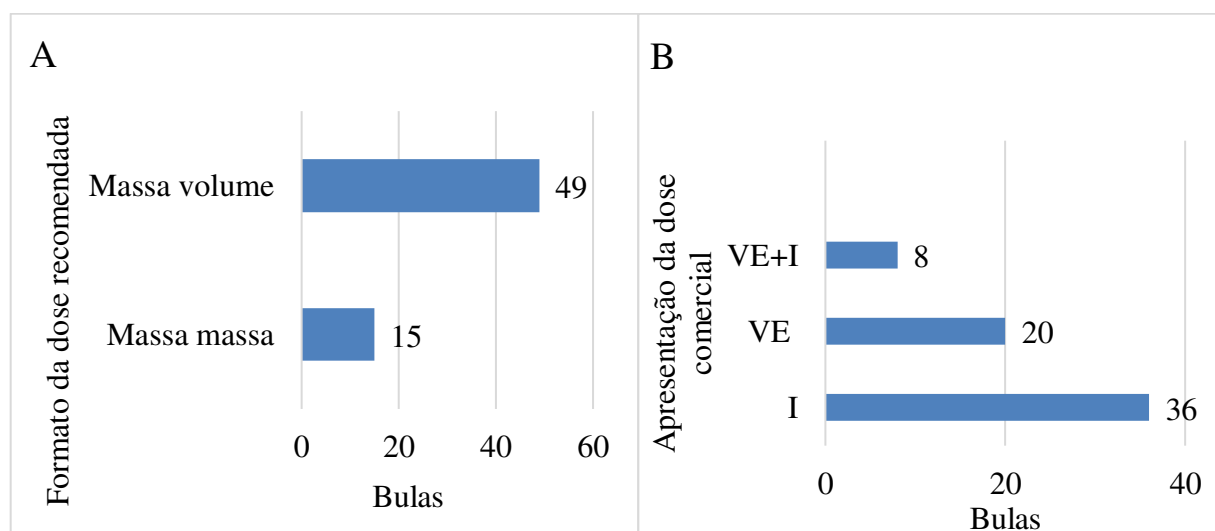 A
Formato da dose recomendada
Massa volume
49
Massa massa
15
0 20 40 60
Bulas
B
Apresentação da dose
comercial
VE+I
8
VE
20
I
36
0 20 40
Bulas